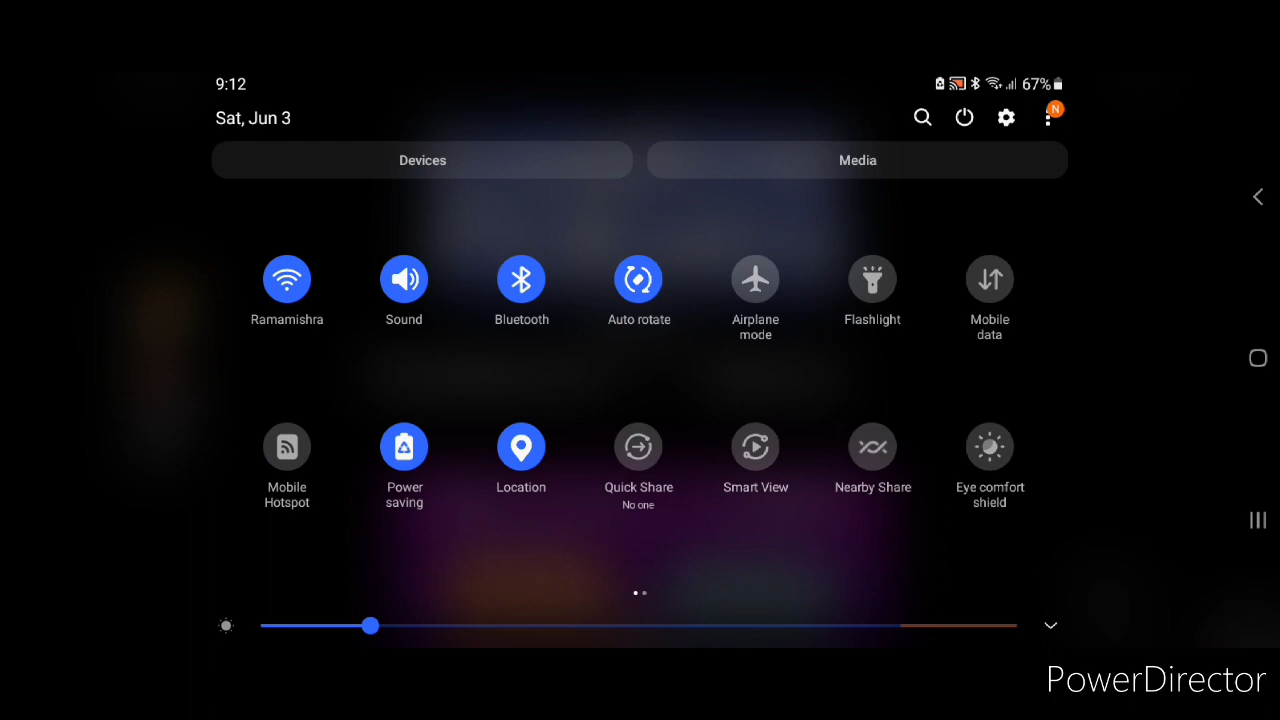 9:12
67%
Sat, Jun 3
N
Devices
Media
Ramamishra
Sound
Bluetooth
Auto rotate
Airplane
mode
Flashlight
Mobile
data
Mobile
Hotspot
Power
saving
Location
Quick Share
No one
Smart View
Nearby Share
Eye comfort
shield
PowerDirector